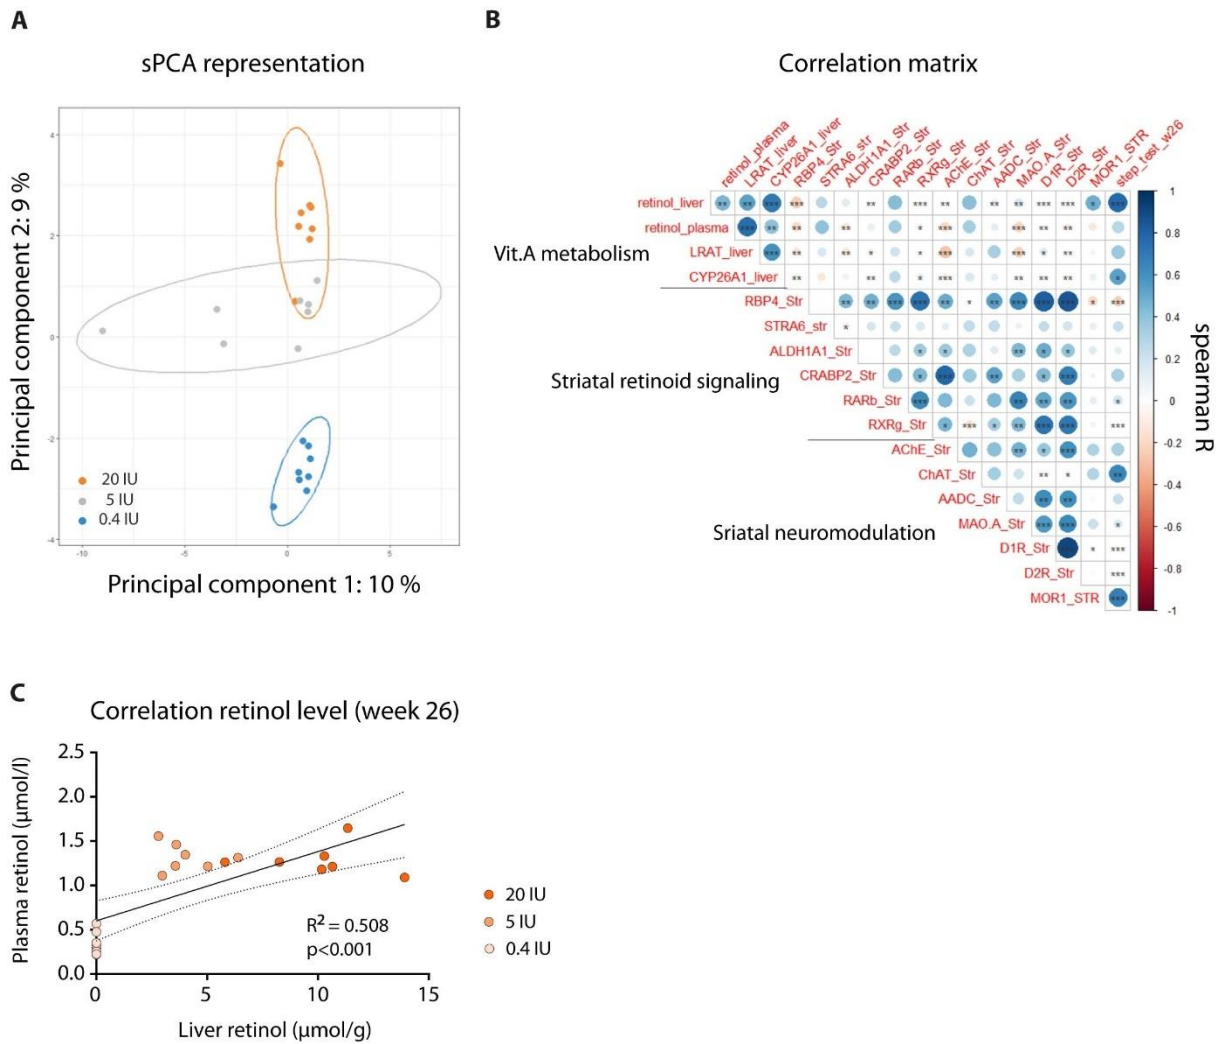 A
B
sPCA representation
Correlation matrix
retinol_plasma
LRAT_liver
CYP26A1_liver
RBP4_Str
STRA6_str
ALDH1A1_Str
CRABP2_Str
RARb_Str
RXRg_Str
AChE_Str
ChAT_Str
AADC_Str
MAO.A_Str
D1R_Str
D2R_Str
MOR1_STR
step_test_w26
retinol_liver
retinol_plasma
LRAT_liver
CYP26A1_liver
RBP4_Str
STRA6_str
ALDH1A1_Str
CRABP2_Str
RARb_Str
RXRg_Str
AChE_Str
ChAT_Str
AADC_Str
MAO.A_Str
D1R_Str
D2R_Str
MOR1_STR
Vit.A metabolism
Striatal retinoid signaling
Sriatal neuromodulation
1
0.8
0.6
0.4
0.2
0
-0.2
-0.4
-0.6
-0.8
-1
spearman R
Principal component 2: 9 %
4
2
0
-2
-4
20 IU
5 IU
0.4 IU
-10
-5
0
5
Principal component 1: 10 %
C
Correlation retinol level (week 26)
Plasma retinol (µmol/l)
2.5
2.0
1.5
1.0
0.5
0.0
R² = 0.508
p<0.001
20 IU
5 IU
0.4 IU
0
5
10
15
Liver retinol (µmol/g)